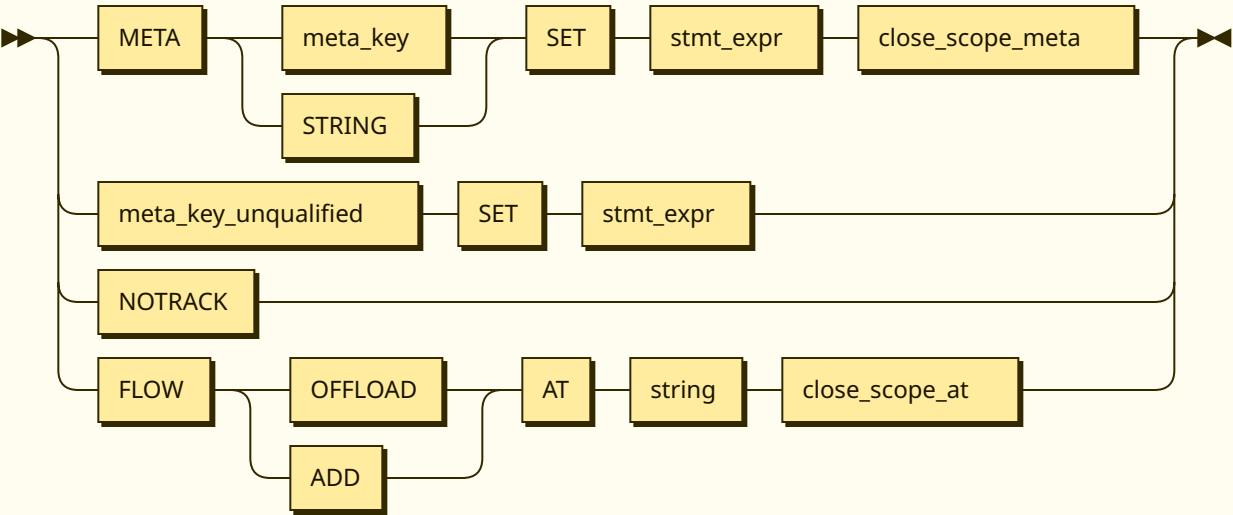 META meta_key SET stmt_expr close_scope_meta
STRING
meta_key_unqualified SET stmt_expr
NOTRACK
FLOW OFFLOAD AT string close_scope_at
ADD